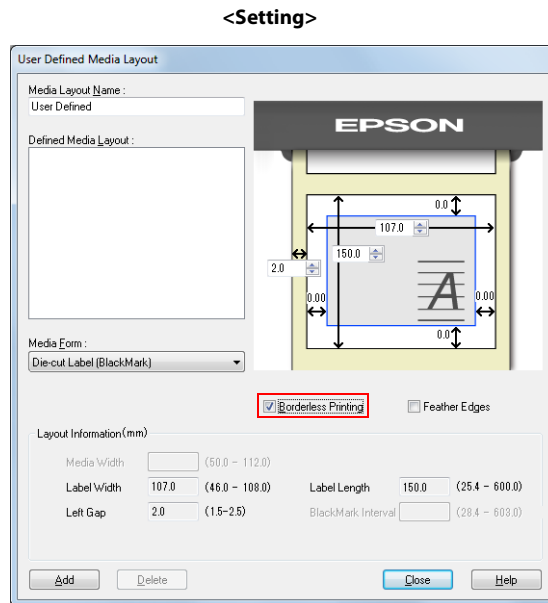 <Setting>
User Defined Media Layout
Media Layout Name :
User Defined
Defined Media Layout :
EPSON
0.0
107.0
150.0
2.0
0.00
A
0.00
0.0
Media Form :
Die-cut Label (BlackMark)
Borderless Printing
Feather Edges
Layout Information(mm)
Media Width (50.0 - 112.0)
Label Width 107.0 (46.0 - 108.0) Label Length 150.0 (25.4 - 600.0)
Left Gap 2.0 (1.5-2.5) BlackMark Interval (28.4 - 603.0)
Add Delete Close Help